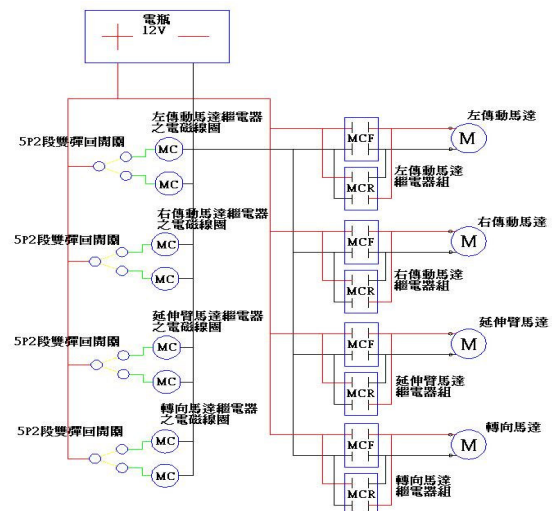 電瓶
12V
左傳動馬達繼電器
之電磁線圈
左傳動馬達
5P2段雙彈回開關
MC
MC
MCF
M
左傳動馬達
繼電器組
MCR
右傳動馬達繼電器
之電磁線圈
右傳動馬達
5P2段雙彈回開關
MC
MC
MCF
M
右傳動馬達
繼電器組
MCR
延伸臂馬達繼電器
之電磁線圈
延伸臂馬達
5P2段雙彈回開關
MC
MC
MCF
M
延伸臂馬達
繼電器組
MCR
轉向馬達繼電器
之電磁線圈
轉向馬達
5P2段雙彈回開關
MC
MC
MCF
M
轉向馬達
繼電器組
MCR